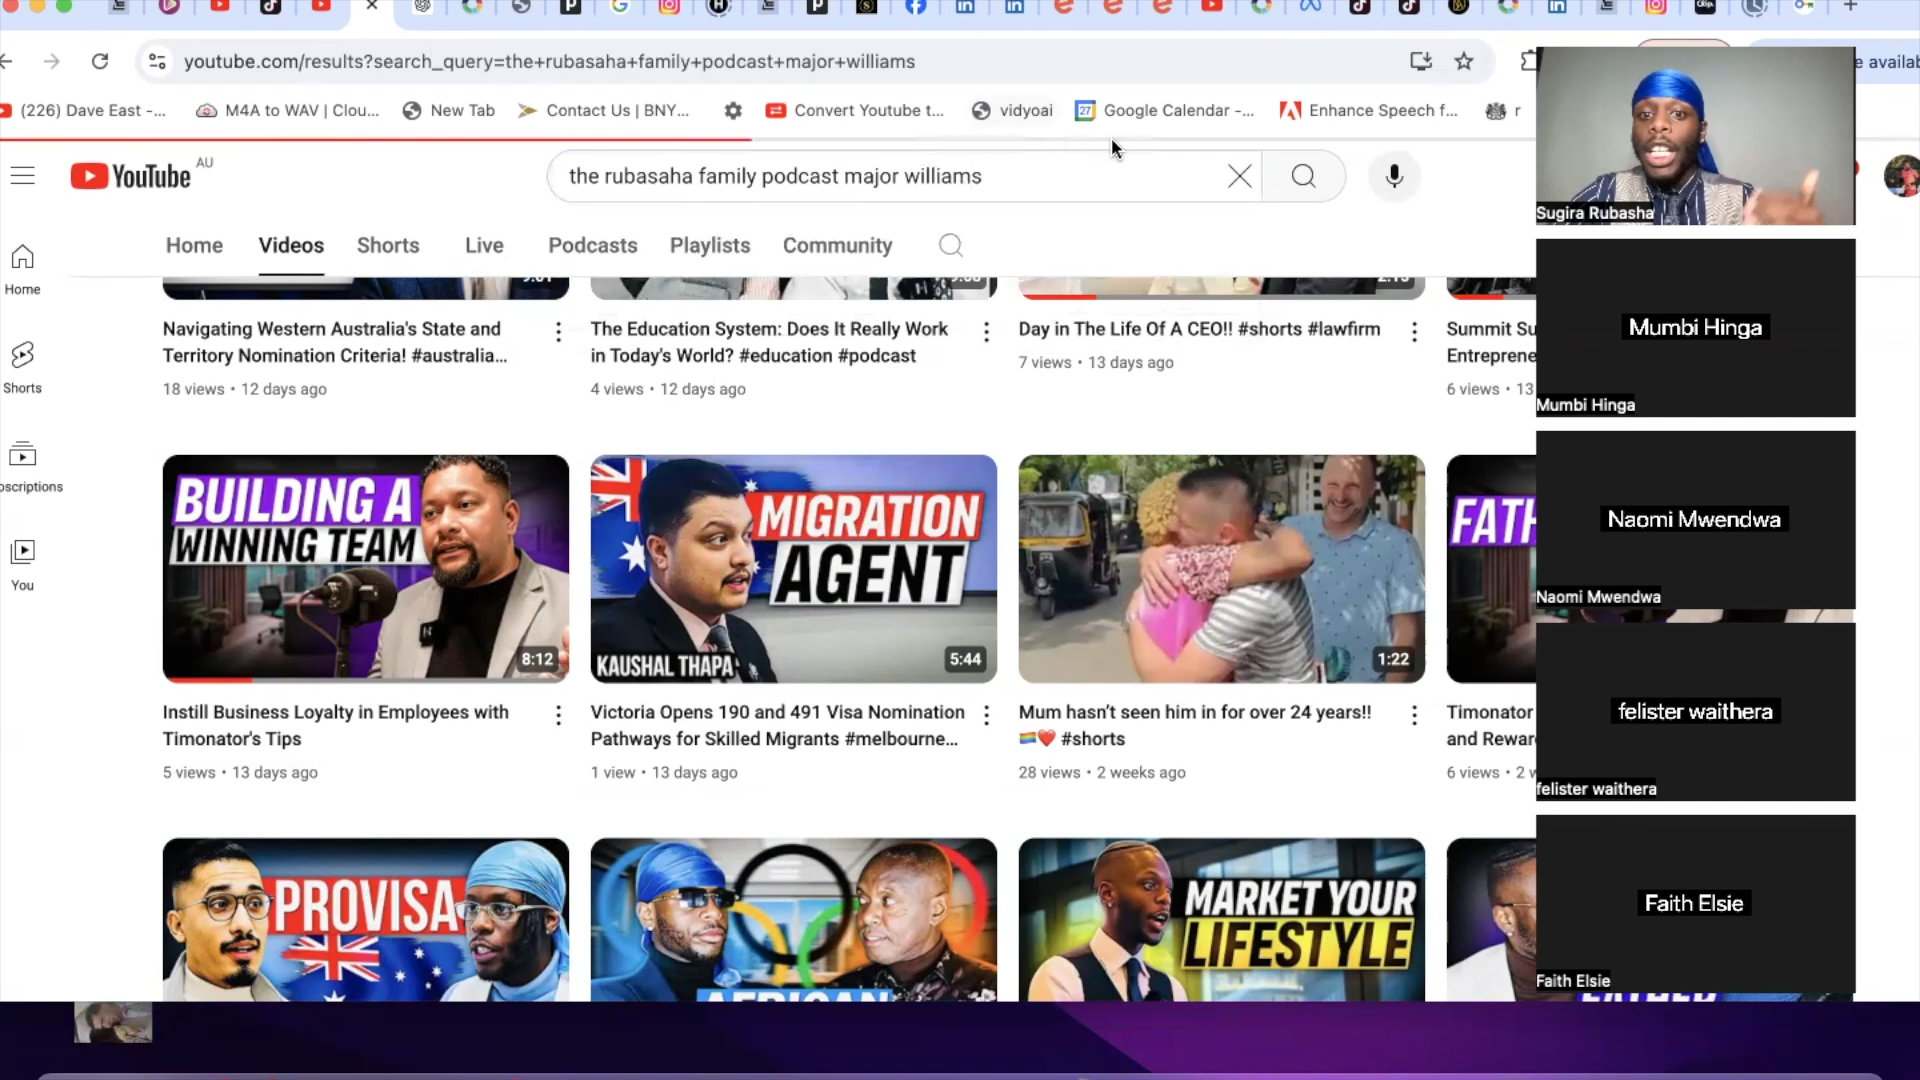 youtube.com/results?search_query=the+rubasaha+family+podcast+major+williams
e availab
(226) Dave East -...
M4A to WAV | Clou...
New Tab
Contact Us | BNY...
Convert Youtube t...
vidyoai
27
Google Calendar -...
Enhance Speech f...
r
YouTube AU
the rubasaha family podcast major williams
Home
Videos
Shorts
Live
Podcasts
Playlists
Community
Home
Shorts
oscriptions
You
Navigating Western Australia's State and
Territory Nomination Criteria! #australia...
18 views • 12 days ago
The Education System: Does It Really Work
in Today's World? #education #podcast
4 views • 12 days ago
Day in The Life Of A CEO!! #shorts #lawfirm
7 views • 13 days ago
Summit Su
Entreprene
6 views • 13
BUILDING A
WINNING TEAM
8:12
MIGRATION
AGENT
KAUSHAL THAPA
5:44
1:22
FATH
Instill Business Loyalty in Employees with
Timonator's Tips
5 views • 13 days ago
Victoria Opens 190 and 491 Visa Nomination
Pathways for Skilled Migrants #melbourne...
1 view • 13 days ago
Mum hasn't seen him in for over 24 years!!
🏳️‍🌈❤️ #shorts
28 views • 2 weeks ago
Timonator
and Rewar
6 views • 2 w
PROVISA
AFRICAN
MARKET YOUR
LIFESTYLE
Sugira Rubasha
Mumbi Hinga
Mumbi Hinga
Naomi Mwendwa
Naomi Mwendwa
felister waithera
felister waithera
Faith Elsie
Faith Elsie